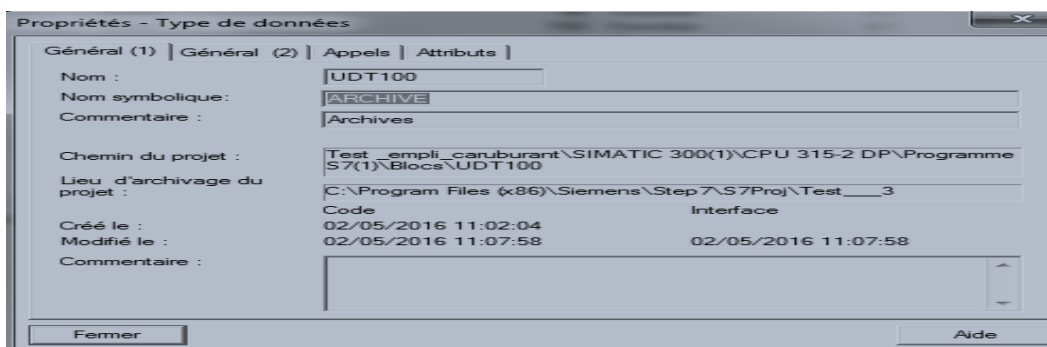 Propriétés - Type de données
Général (1) Général (2) Appels Attributs
Nom : UDT100
Nom symbolique: ARCHIVE
Commentaire : Archives
Chemin du projet : Test _empli_caruburant\SIMATIC 300(1)\CPU 315-2 DP\Programme
S7(1)\Blocs\UDT100
Lieu d'archivage du
projet : C:\Program Files (x86)\Siemens\Step7\S7Proj\Test____3
Code Interface
Créé le : 02/05/2016 11:02:04
Modifié le : 02/05/2016 11:07:58 02/05/2016 11:07:58
Commentaire :
Fermer Aide